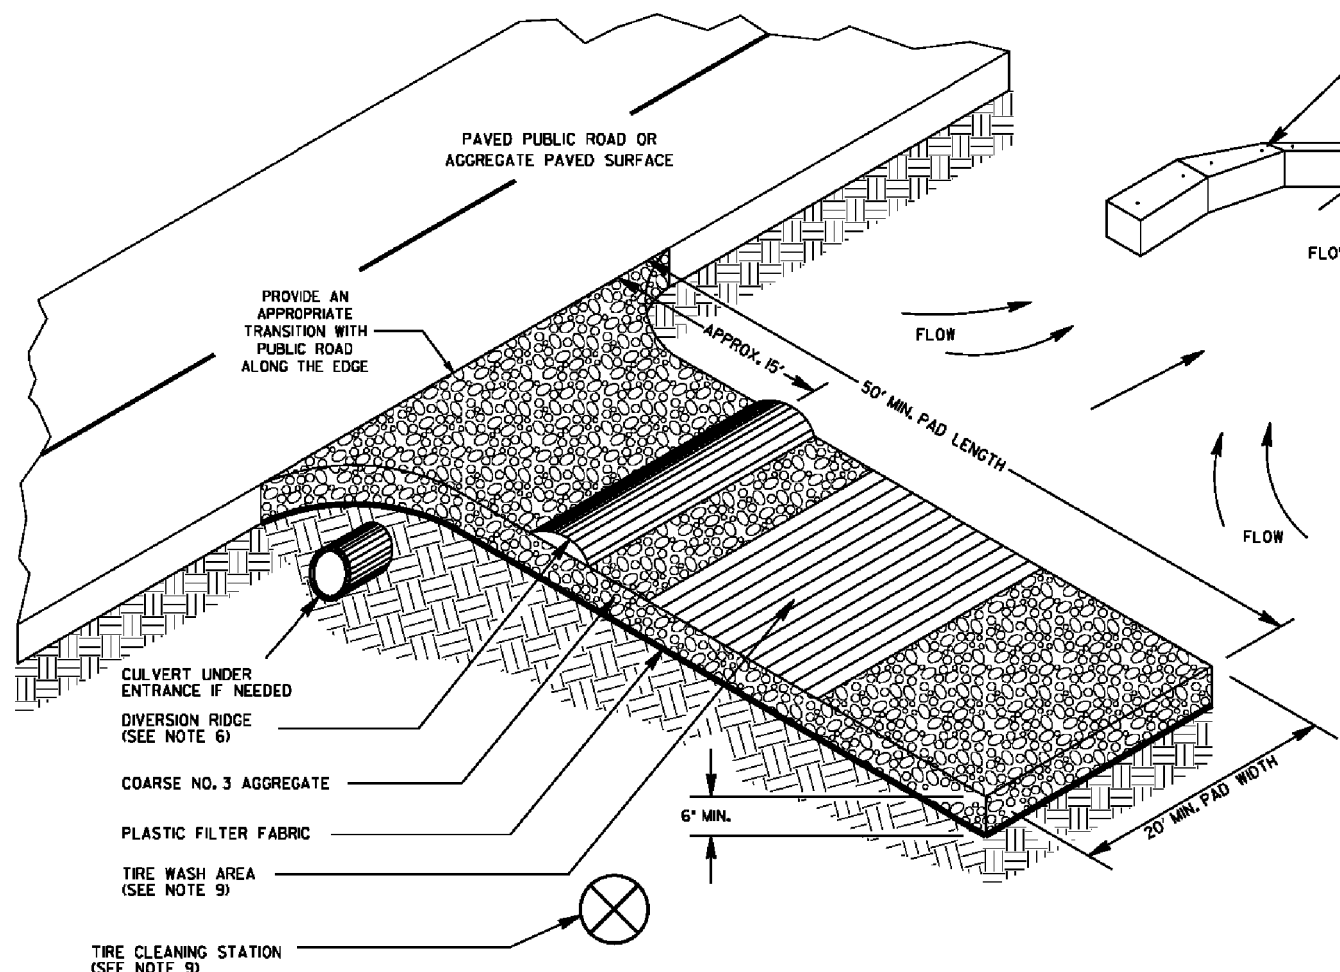 PAVED PUBLIC ROAD OR
AGGREGATE PAVED SURFACE
PROVIDE AN
APPROPRIATE
TRANSITION WITH
PUBLIC ROAD
ALONG THE EDGE
APPROX. 15'
50' MIN. PAD LENGTH
FLOW
FLOW
FLOW
CULVERT UNDER
ENTRANCE IF NEEDED
DIVERSION RIDGE
(SEE NOTE 6)
COARSE NO. 3 AGGREGATE
PLASTIC FILTER FABRIC
TIRE WASH AREA
(SEE NOTE 9)
TIRE CLEANING STATION
(SEE NOTE 9)
6" MIN.
20' MIN. PAD WIDTH